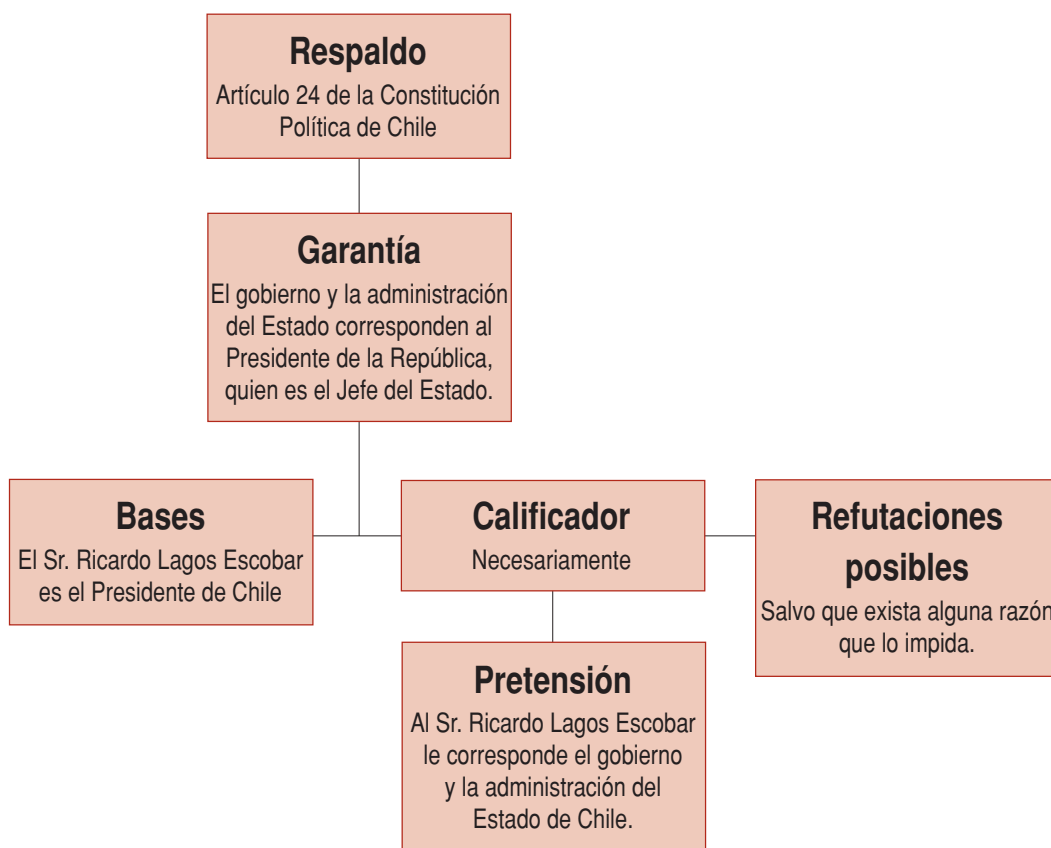 Respaldo
Artículo 24 de la Constitución
Política de Chile
Garantía
El gobierno y la administración
del Estado corresponden al
Presidente de la República,
quien es el Jefe del Estado.
Bases
El Sr. Ricardo Lagos Escobar
es el Presidente de Chile
Calificador
Necesariamente
Refutaciones
posibles
Salvo que exista alguna razón
que lo impida.
Pretensión
Al Sr. Ricardo Lagos Escobar
le corresponde el gobierno
y la administración del
Estado de Chile.